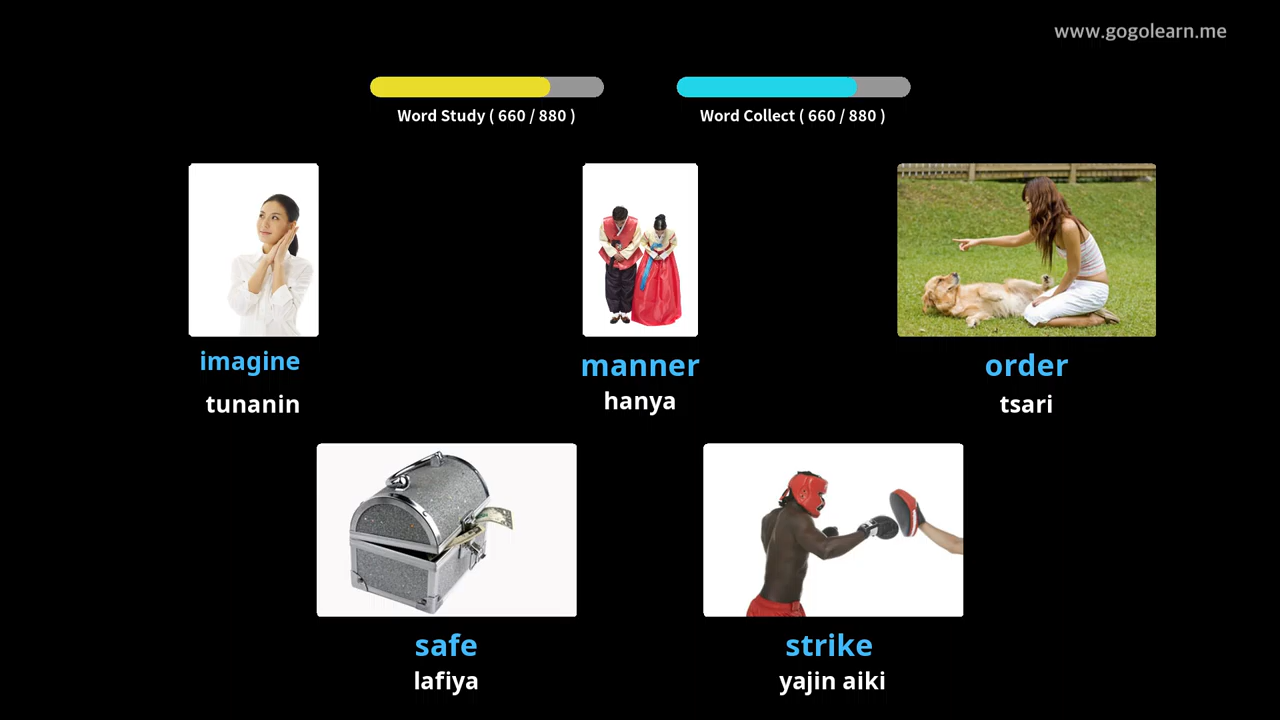 www.gogolearn.me
Word Study ( 660 / 880 )
Word Collect ( 660 / 880 )
imagine
tunanin
manner
hanya
order
tsari
safe
lafiya
strike
yajin aiki